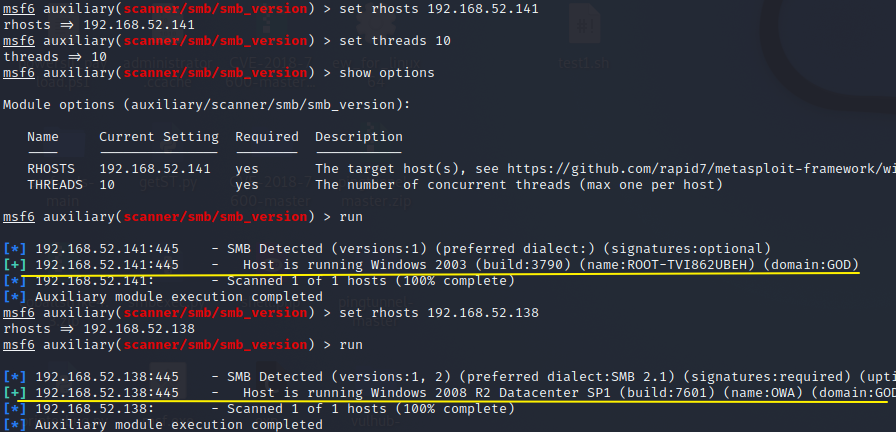 msf6 auxiliary(scanner/smb/smb_version) > set rhosts 192.168.52.141
rhosts => 192.168.52.141
msf6 auxiliary(scanner/smb/smb_version) > set threads 10
threads => 10
msf6 auxiliary(scanner/smb/smb_version) > show options
Module options (auxiliary/scanner/smb/smb_version):
Name Current Setting Required Description
RHOSTS 192.168.52.141 yes The target host(s), see https://github.com/rapid7/metasploit-framework/wi
THREADS 10 yes The number of concurrent threads (max one per host)
msf6 auxiliary(scanner/smb/smb_version) > run
[*] 192.168.52.141:445 - SMB Detected (versions:1) (preferred dialect:) (signatures:optional)
[+] 192.168.52.141:445 - Host is running Windows 2003 (build:3790) (name:ROOT-TVI862UBEH) (domain:GOD)
[*] 192.168.52.141: - Scanned 1 of 1 hosts (100% complete)
[*] Auxiliary module execution completed
msf6 auxiliary(scanner/smb/smb_version) > set rhosts 192.168.52.138
rhosts => 192.168.52.138
msf6 auxiliary(scanner/smb/smb_version) > run
[*] 192.168.52.138:445 - SMB Detected (versions:1, 2) (preferred dialect:SMB 2.1) (signatures:required) (upti
[+] 192.168.52.138:445 - Host is running Windows 2008 R2 Datacenter SP1 (build:7601) (name:OWA) (domain:GOD
[*] 192.168.52.138: - Scanned 1 of 1 hosts (100% complete)
[*] Auxiliary module execution completed